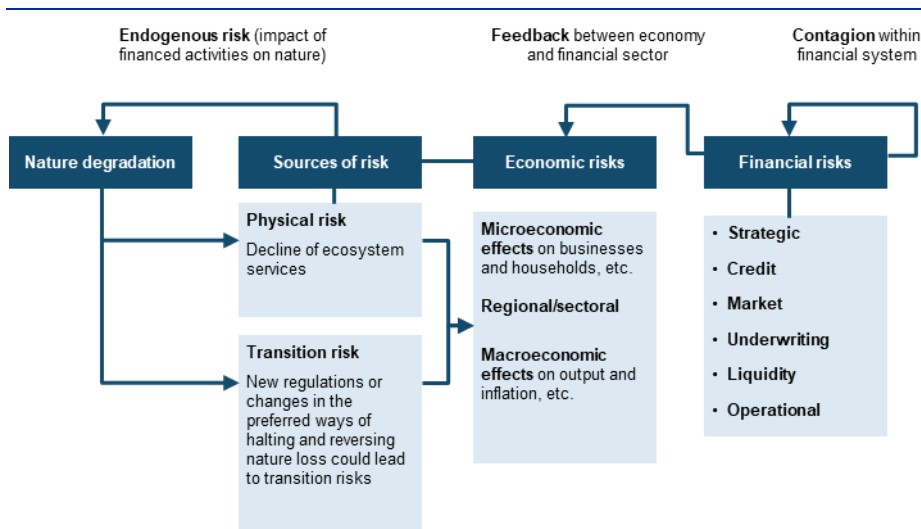 Endogenous risk (impact of
financed activities on nature)
Feedback between economy
and financial sector
Contagion within
financial system
Nature degradation
Sources of risk
Economic risks
Financial risks
Physical risk
Decline of ecosystem
services
Transition risk
New regulations or
changes in the
preferred ways of
halting and reversing
nature loss could lead
to transition risks
Microeconomic
effects on businesses
and households, etc.
Regional/sectoral
Macroeconomic
effects on output and
inflation, etc.
• Strategic
• Credit
• Market
• Underwriting
• Liquidity
• Operational